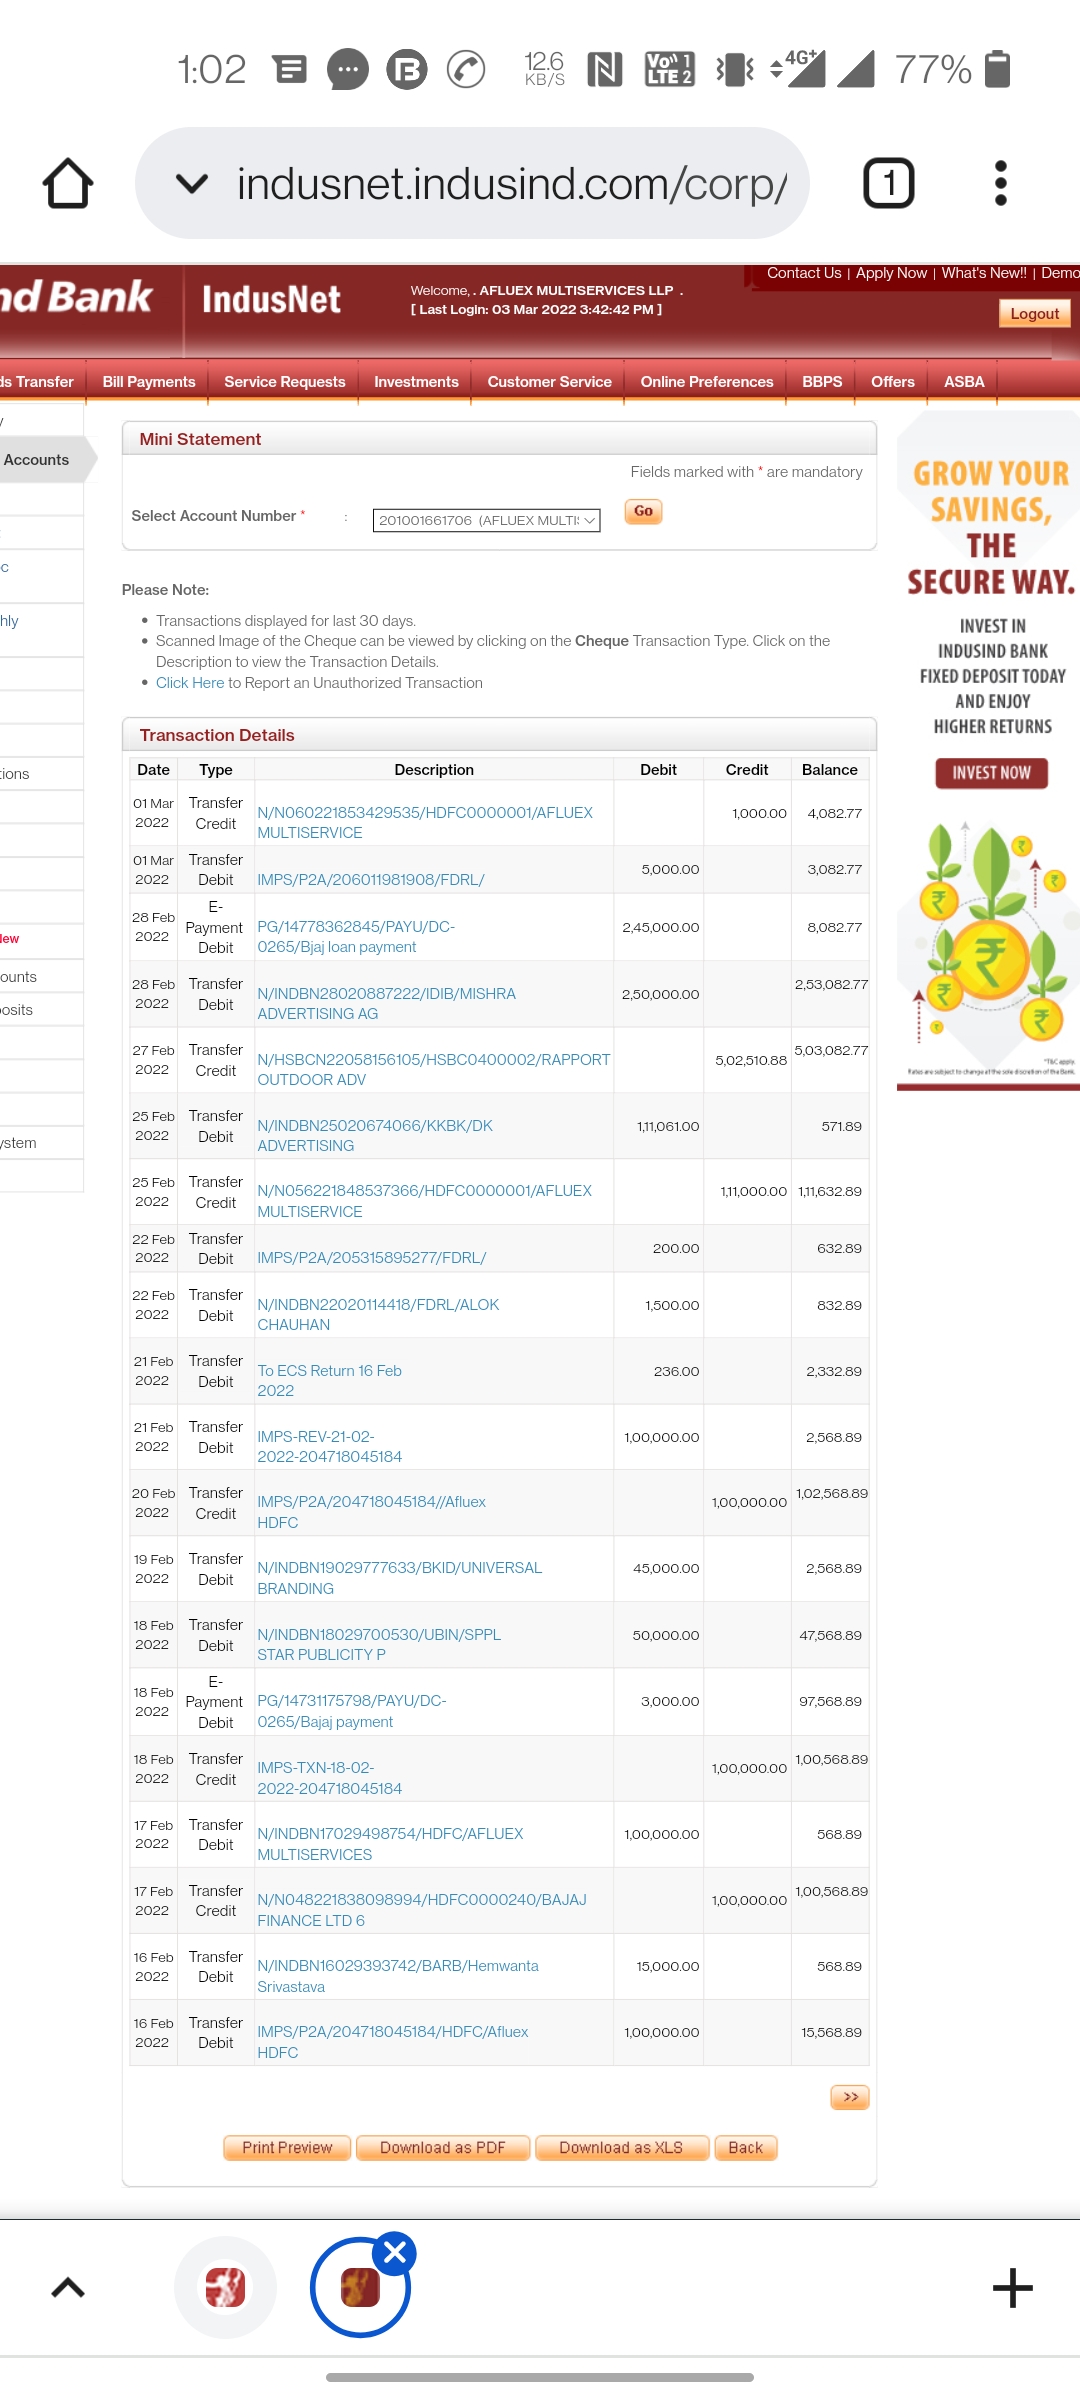 1:02
12.6
KB/S
Vo 1
LTE 2
4G+
77%
indusnet.indusind.com/corp/
1
nd Bank
IndusNet
Welcome, . AFLUEX MULTISERVICES LLP .
[ Last Login: 03 Mar 2022 3:42:42 PM ]
Contact Us | Apply Now | What's New!! | Demo
Logout
ds Transfer Bill Payments Service Requests Investments Customer Service Online Preferences BBPS Offers ASBA
Accounts
hly
tions
New
ounts
posits
ystem
Mini Statement
Fields marked with * are mandatory
Select Account Number * : 201001661706 (AFLUEX MULTI Go
Please Note:
• Transactions displayed for last 30 days.
• Scanned Image of the Cheque can be viewed by clicking on the Cheque Transaction Type. Click on the
Description to view the Transaction Details.
• Click Here to Report an Unauthorized Transaction
Transaction Details
Date Type Description Debit Credit Balance
01 Mar 2022 Transfer Credit N/N060221853429535/HDFC0000001/AFLUEX MULTISERVICE 1,000.00 4,082.77
01 Mar 2022 Transfer Debit IMPS/P2A/206011981908/FDRL/ 5,000.00 3,082.77
28 Feb 2022 E-Payment Debit PG/14778362845/PAYU/DC-0265/Bjaj loan payment 2,45,000.00 8,082.77
28 Feb 2022 Transfer Debit N/INDBN28020887222/IDIB/MISHRA ADVERTISING AG 2,50,000.00 2,53,082.77
27 Feb 2022 Transfer Credit N/HSBCN22058156105/HSBC0400002/RAPPORT OUTDOOR ADV 5,02,510.88 5,03,082.77
25 Feb 2022 Transfer Debit N/INDBN25020674066/KKBK/DK ADVERTISING 1,11,061.00 571.89
25 Feb 2022 Transfer Credit N/N056221848537366/HDFC0000001/AFLUEX MULTISERVICE 1,11,000.00 1,11,632.89
22 Feb 2022 Transfer Debit IMPS/P2A/205315895277/FDRL/ 200.00 632.89
22 Feb 2022 Transfer Debit N/INDBN22020114418/FDRL/ALOK CHAUHAN 1,500.00 832.89
21 Feb 2022 Transfer Debit To ECS Return 16 Feb 2022 236.00 2,332.89
21 Feb 2022 Transfer Debit IMPS-REV-21-02-2022-204718045184 1,00,000.00 2,568.89
20 Feb 2022 Transfer Credit IMPS/P2A/204718045184//Afluex HDFC 1,00,000.00 1,02,568.89
19 Feb 2022 Transfer Debit N/INDBN19029777633/BKID/UNIVERSAL BRANDING 45,000.00 2,568.89
18 Feb 2022 Transfer Debit N/INDBN18029700530/UBIN/SPPL STAR PUBLICITY P 50,000.00 47,568.89
18 Feb 2022 E-Payment Debit PG/14731175798/PAYU/DC-0265/Bajaj payment 3,000.00 97,568.89
18 Feb 2022 Transfer Credit IMPS-TXN-18-02-2022-204718045184 1,00,000.00 1,00,568.89
17 Feb 2022 Transfer Debit N/INDBN17029498754/HDFC/AFLUEX MULTISERVICES 1,00,000.00 568.89
17 Feb 2022 Transfer Credit N/N048221838098994/HDFC0000240/BAJAJ FINANCE LTD 6 1,00,000.00 1,00,568.89
16 Feb 2022 Transfer Debit N/INDBN16029393742/BARB/Hemwanta Srivastava 15,000.00 568.89
16 Feb 2022 Transfer Debit IMPS/P2A/204718045184/HDFC/Afluex HDFC 1,00,000.00 15,568.89
>>
Print Preview Download as PDF Download as XLS Back
GROW YOUR
SAVINGS,
THE
SECURE WAY.
INVEST IN
INDUSIND BANK
FIXED DEPOSIT TODAY
AND ENJOY
HIGHER RETURNS
INVEST NOW
*T&C apply.
Rates are subject to change at the sole discretion of the Bank.